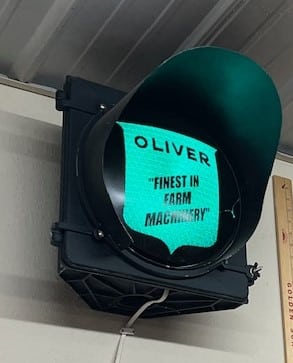 OLIVER
"FINEST IN
FARM
MACHINERY"